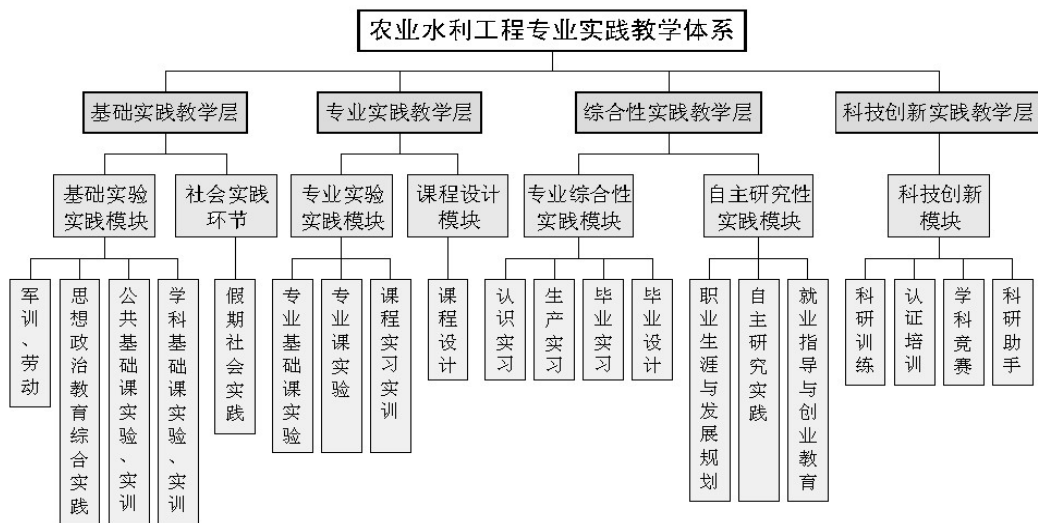 农业水利工程专业实践教学体系
基础实践教学层
专业实践教学层
综合性实践教学层
科技创新实践教学层
基础实验
实践模块
社会实践
环节
专业实验
实践模块
课程设计
模块
专业综合性
实践模块
自主研究性
实践模块
科技创新
模块
军训、劳动
思想政治教育综合实践
公共基础课实验、实训
学科基础课实验、实训
假期社会实践
专业基础课实验
专业课实验
课程实习实训
课程设计
认识实习
生产实习
毕业实习
毕业设计
职业生涯与发展规划
自主研究实践
就业指导与创业教育
科研训练
认证培训
学科竞赛
科研助手